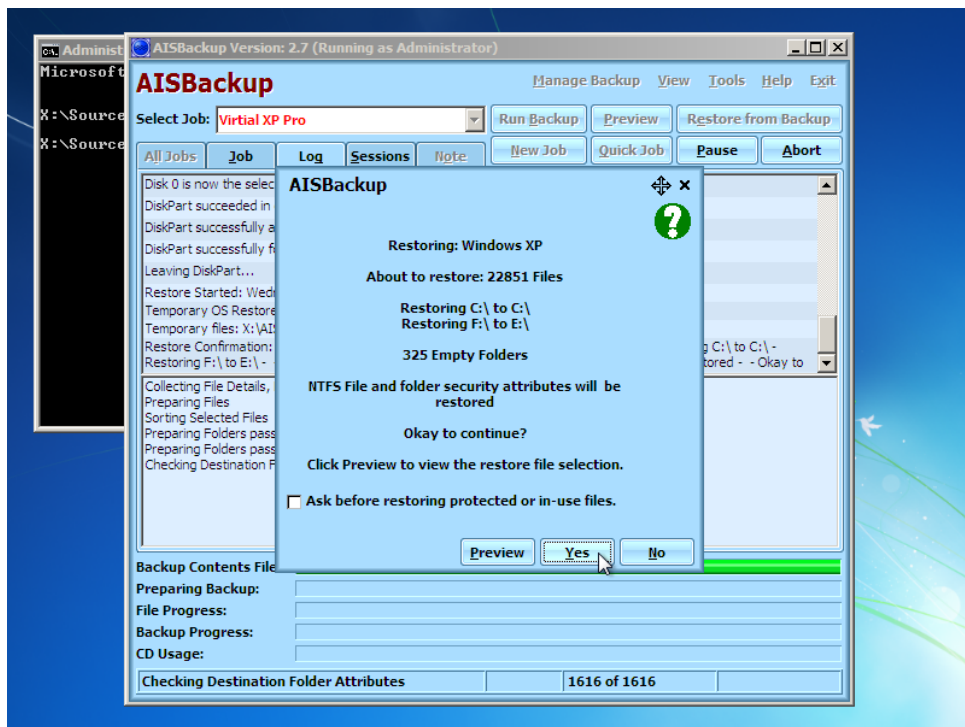 Administ
Microsoft
X:\Source
X:\Source
AISBackup Version: 2.7 (Running as Administrator)
AISBackup
Manage Backup View Tools Help Exit
Select Job: Virtial XP Pro
Run Backup Preview Restore from Backup
All Jobs Job Log Sessions Note
New Job Quick Job Pause Abort
Disk 0 is now the selec
DiskPart succeeded in
DiskPart successfully a
DiskPart successfully f
Leaving DiskPart...
Restore Started: Wed
Temporary OS Restore
Temporary files: X:\AIS
Restore Confirmation:
g C:\ to C:\ -
Restoring F:\ to E:\ -
tored - - Okay to
Collecting File Details,
Preparing Files
Sorting Selected Files
Preparing Folders pass
Preparing Folders pass
Checking Destination F
AISBackup
?
Restoring: Windows XP
About to restore: 22851 Files
Restoring C:\ to C:\
Restoring F:\ to E:\
325 Empty Folders
NTFS File and folder security attributes will be
restored
Okay to continue?
Click Preview to view the restore file selection.
Ask before restoring protected or in-use files.
Preview Yes No
Backup Contents File
Preparing Backup:
File Progress:
Backup Progress:
CD Usage:
Checking Destination Folder Attributes 1616 of 1616